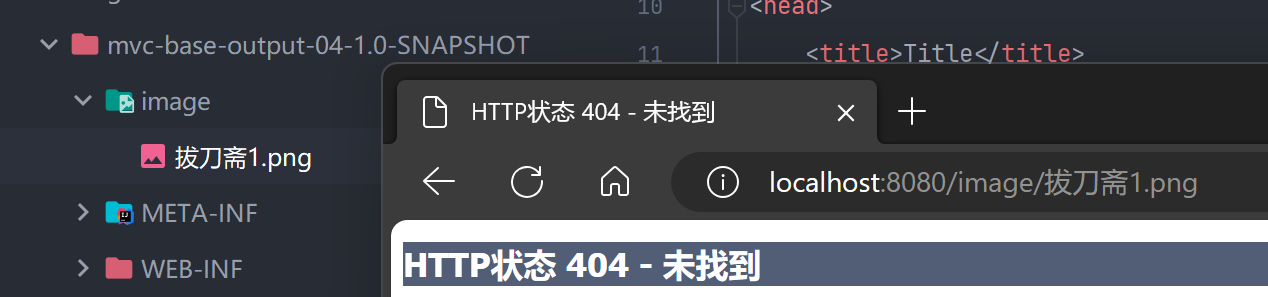 10
<head>
mvc-base-output-04-1.0-SNAPSHOT
11
<title>Title</title>
image
HTTP状态 404 - 未找到
拔刀斋1.png
localhost:8080/image/拔刀斋1.png
META-INF
WEB-INF
HTTP状态 404 - 未找到